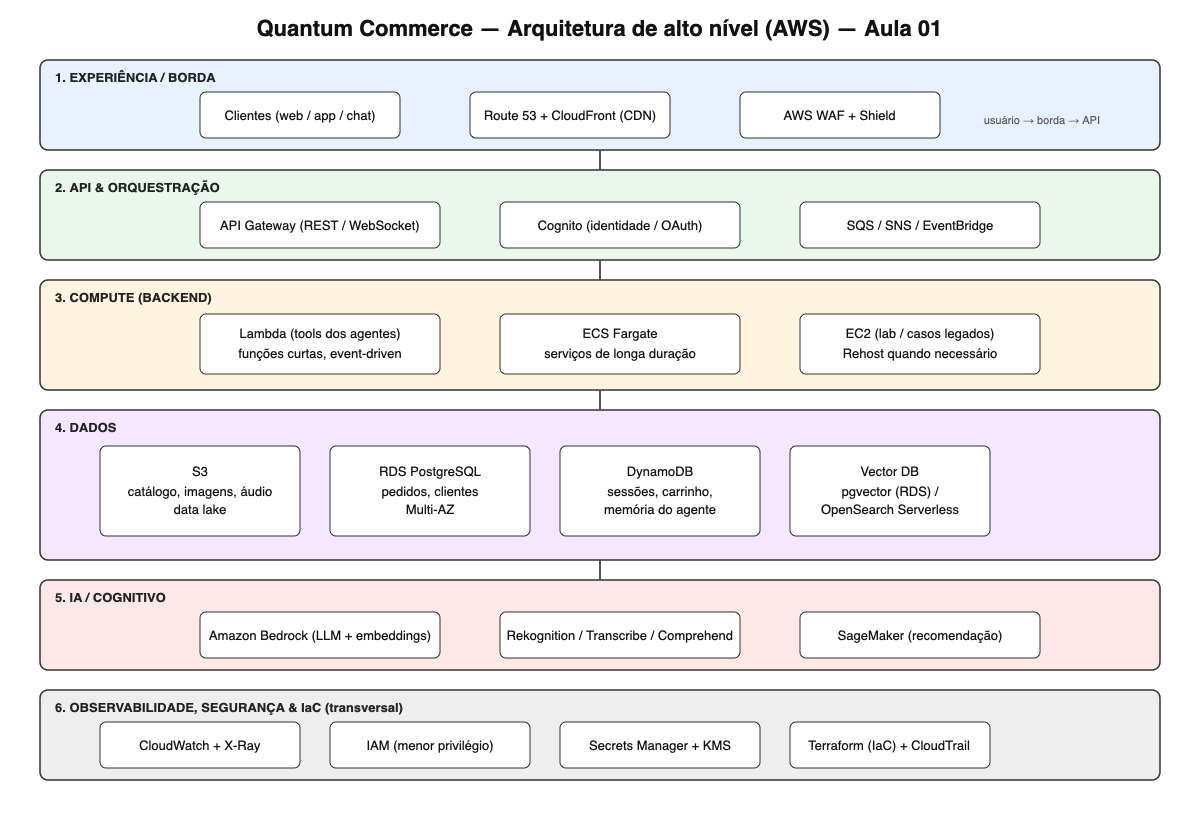 Quantum Commerce — Arquitetura de alto nível (AWS) — Aula 01
1. EXPERIÊNCIA / BORDA
Clientes (web / app / chat)
Route 53 + CloudFront (CDN)
AWS WAF + Shield
usuário → borda → API
2. API & ORQUESTRAÇÃO
API Gateway (REST / WebSocket)
Cognito (identidade / OAuth)
SQS / SNS / EventBridge
3. COMPUTE (BACKEND)
Lambda (tools dos agentes)
funções curtas, event-driven
ECS Fargate
serviços de longa duração
EC2 (lab / casos legados)
Rehost quando necessário
4. DADOS
S3
catálogo, imagens, áudio
data lake
RDS PostgreSQL
pedidos, clientes
Multi-AZ
DynamoDB
sessões, carrinho,
memória do agente
Vector DB
pgvector (RDS) /
OpenSearch Serverless
5. IA / COGNITIVO
Amazon Bedrock (LLM + embeddings)
Rekognition / Transcribe / Comprehend
SageMaker (recomendação)
6. OBSERVABILIDADE, SEGURANÇA & IaC (transversal)
CloudWatch + X-Ray
IAM (menor privilégio)
Secrets Manager + KMS
Terraform (IaC) + CloudTrail